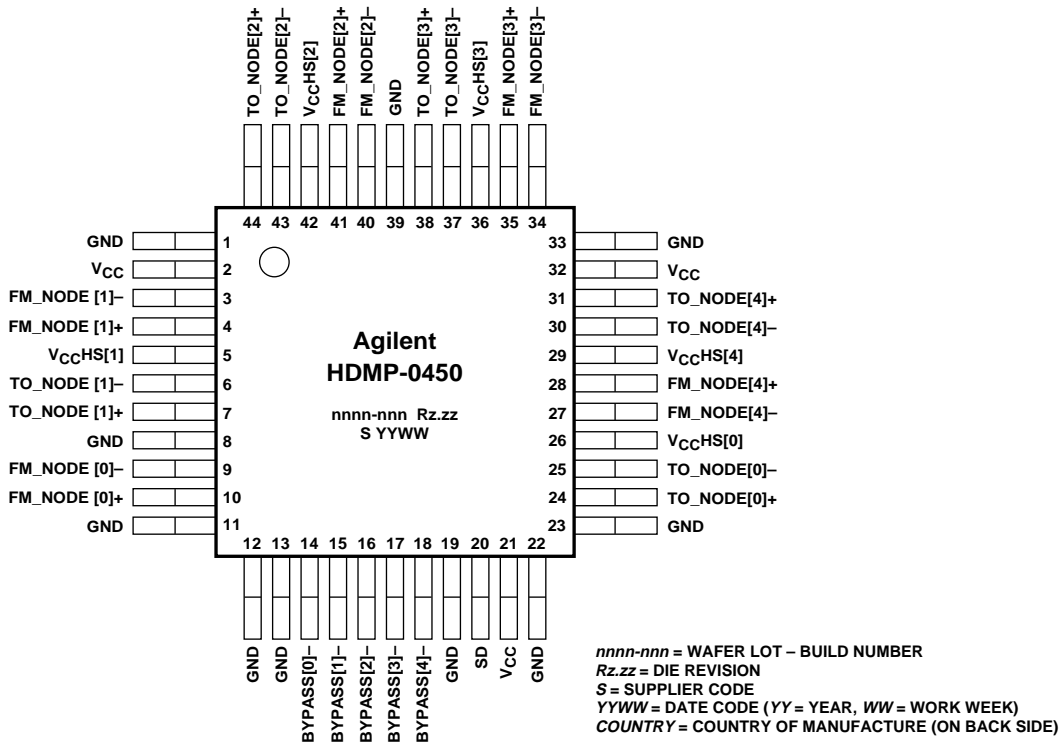 TO_NODE[2]+
TO_NODE[2]–
VCCHS[2]
FM_NODE[2]+
FM_NODE[2]–
GND
TO_NODE[3]+
TO_NODE[3]–
VCCHS[3]
FM_NODE[3]+
FM_NODE[3]–
44 43 42 41 40 39 38 37 36 35 34
GND 1
VCC 2
FM_NODE [1]– 3
FM_NODE [1]+ 4
VCCHS[1] 5
TO_NODE [1]– 6
TO_NODE [1]+ 7
GND 8
FM_NODE [0]– 9
FM_NODE [0]+ 10
GND 11
Agilent
HDMP-0450
nnnn-nnn Rz.zz
S YYWW
33 GND
32 VCC
31 TO_NODE[4]+
30 TO_NODE[4]–
29 VCCHS[4]
28 FM_NODE[4]+
27 FM_NODE[4]–
26 VCCHS[0]
25 TO_NODE[0]–
24 TO_NODE[0]+
23 GND
12 13 14 15 16 17 18 19 20 21 22
GND
GND
BYPASS[0]–
BYPASS[1]–
BYPASS[2]–
BYPASS[3]–
BYPASS[4]–
GND
SD
VCC
GND
nnnn-nnn = WAFER LOT – BUILD NUMBER
Rz.zz = DIE REVISION
S = SUPPLIER CODE
YYWW = DATE CODE (YY = YEAR, WW = WORK WEEK)
COUNTRY = COUNTRY OF MANUFACTURE (ON BACK SIDE)